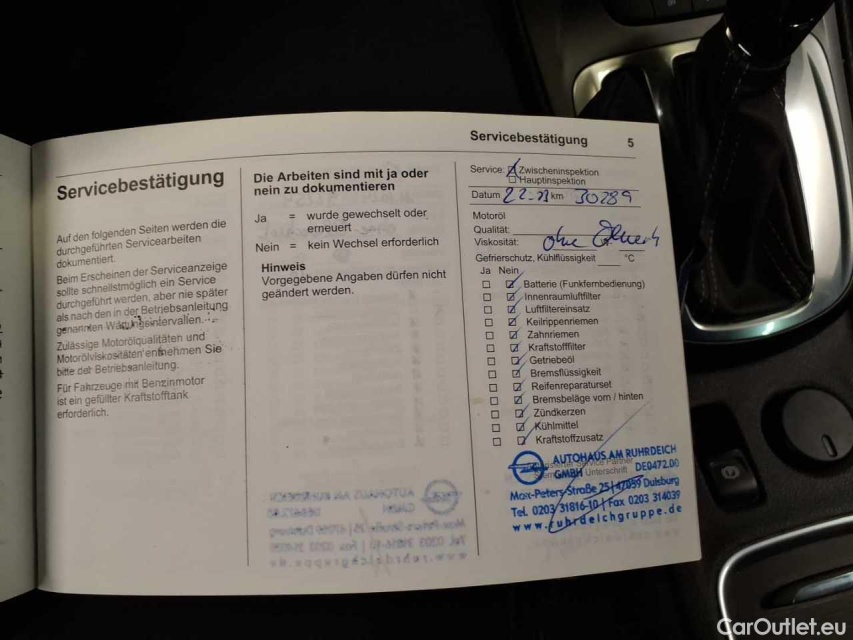 Servicebestätigung 5
Servicebestätigung
Auf den folgenden Seiten werden die
durchgeführten Servicearbeiten
dokumentiert.
Beim Erscheinen der Serviceanzeige
sollte schnellstmöglich ein Service
durchgeführt werden, aber nie später
als nach den in der Betriebsanleitung
genannten Wartungsintervallen.
Zulässige Motorölqualitäten und
Motorölviskositäten entnehmen Sie
bitte der Betriebsanleitung.
Für Fahrzeuge mit Benzinmotor
ist ein gefüllter Kraftstofftank
erforderlich.
Die Arbeiten sind mit ja oder
nein zu dokumentieren
Ja = wurde gewechselt oder
erneuert
Nein = kein Wechsel erforderlich
Hinweis
Vorgegebene Angaben dürfen nicht
geändert werden.
Service: Zwischeninspektion
Hauptinspektion
Datum km 30289
Motoröl
Qualität:
Viskosität: ohne
Gefrierschutz, Kühlflüssigkeit °C
Ja Nein
Batterie (Funkfernbedienung)
Innenraumluftfilter
Luftfiltereinsatz
Keilrippenriemen
Zahnriemen
Kraftstofffilter
Getriebeöl
Bremsflüssigkeit
Reifenreparaturset
Bremsbeläge vorn / hinten
Zündkerzen
Kühlmittel
Kraftstoffzusatz
AUTOHAUS AM RUHRDEICH
Service Partner
GMBH DE0472.00
Unterschrift
Max-Peters-Straße 25 | 47059 Duisburg
Tel. 0203 31816-10 | Fax 0203 314039
www.ruhrdeichgruppe.de
CarOutlet.eu